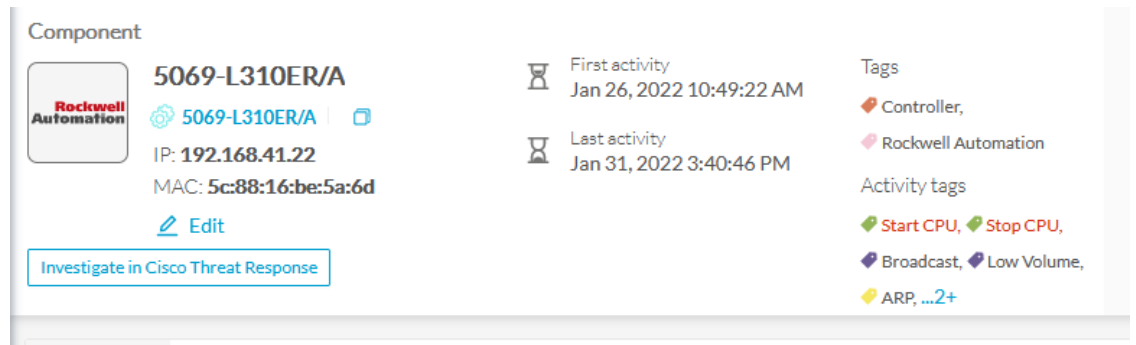 Component
Rockwell
Automation
5069-L310ER/A
5069-L310ER/A
IP: 192.168.41.22
MAC: 5c:88:16:be:5a:6d
Edit
Investigate in Cisco Threat Response
First activity
Jan 26, 2022 10:49:22 AM
Last activity
Jan 31, 2022 3:40:46 PM
Tags
Controller,
Rockwell Automation
Activity tags
Start CPU, Stop CPU,
Broadcast, Low Volume,
ARP, ...2+